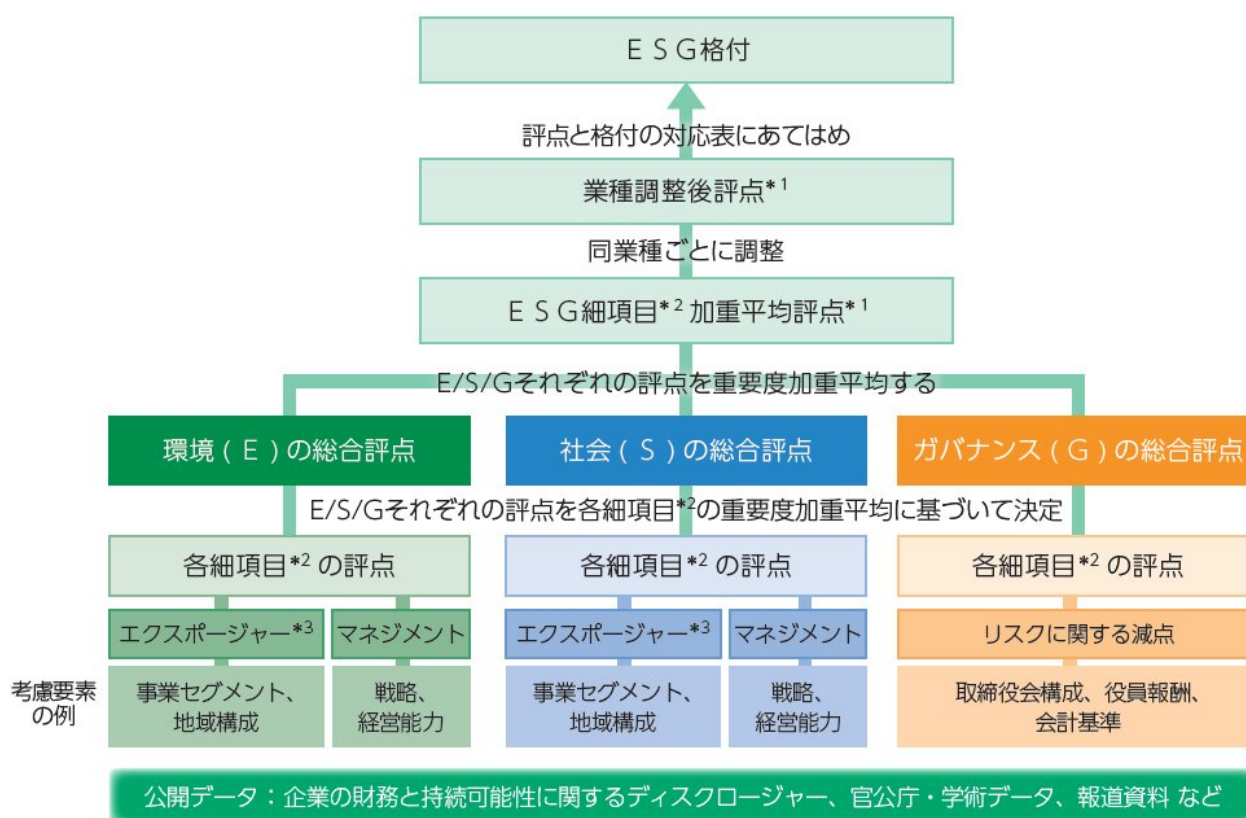 ESG格付
評点と格付の対応表にあてはめ
業種調整後評点*1
同業種ごとに調整
ESG細項目*2 加重平均評点*1
E/S/Gそれぞれの評点を重要度加重平均する
環境(E)の総合評点
社会(S)の総合評点
ガバナンス(G)の総合評点
E/S/Gそれぞれの評点を各細項目*2の重要度加重平均に基づいて決定
各細項目*2 の評点
各細項目*2 の評点
各細項目*2 の評点
エクスポージャー*3
マネジメント
エクスポージャー*3
マネジメント
リスクに関する減点
考慮要素
の例
事業セグメント、
地域構成
戦略、
経営能力
事業セグメント、
地域構成
戦略、
経営能力
取締役会構成、役員報酬、
会計基準
公開データ：企業の財務と持続可能性に関するディスクロージャー、官公庁・学術データ、報道資料 など